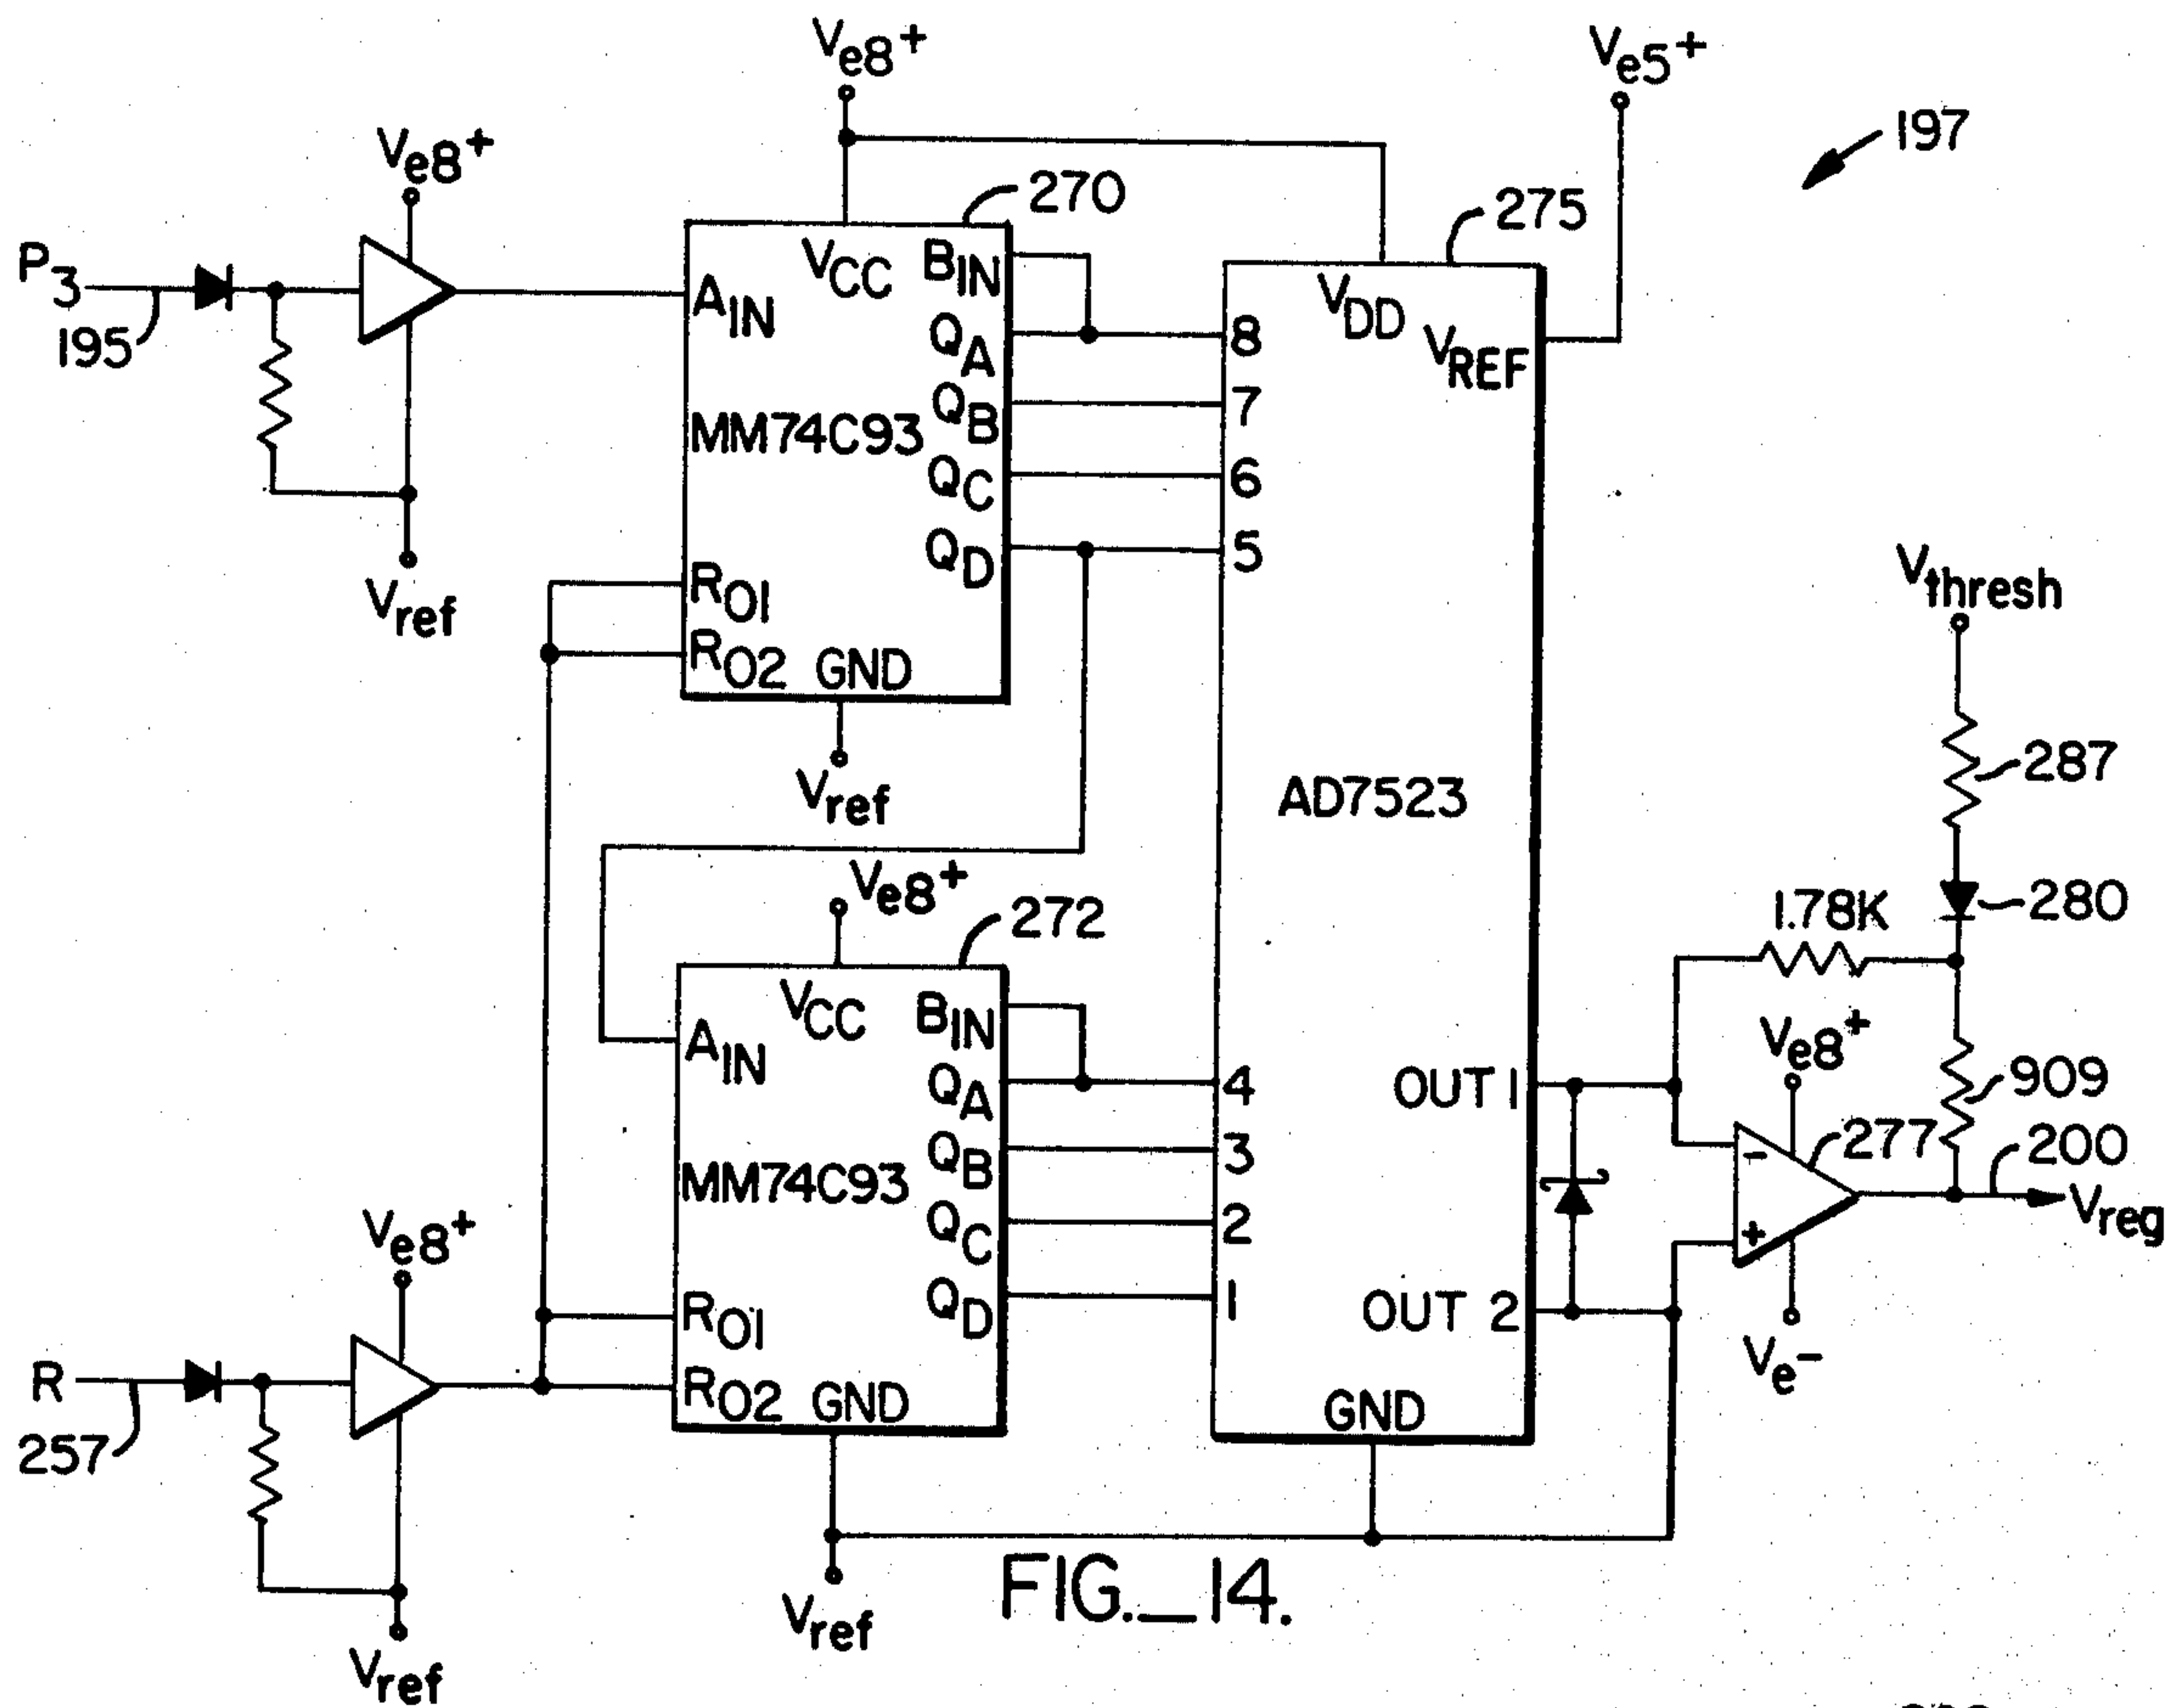 Ve8+
Ve5+
197
Ve8+
270
275
P3
195
AIN
VCC
BIN
QA
MM74C93
QB
QC
QD
RO1
RO2
GND
Vref
Vref
8
7
6
5
VDD
VREF
AD7523
Vthresh
287
280
1.78K
Ve8+
272
AIN
VCC
BIN
QA
MM74C93
QB
QC
QD
RO1
RO2
GND
4
3
2
1
OUT 1
OUT 2
GND
Ve8+
909
277
200
-
+
Vreg
Ve-
Ve8+
R
257
Vref
Vref
FIG._14.